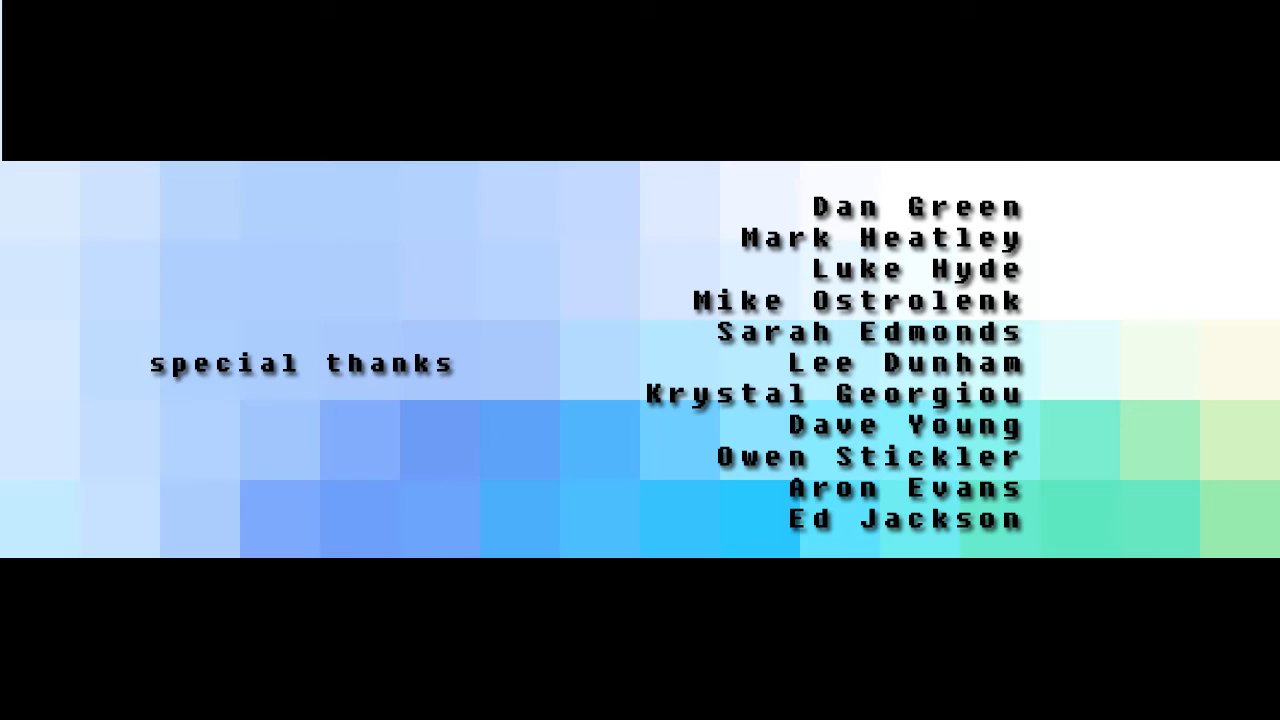 special thanks
Dan Green
Mark Heatley
Luke Hyde
Mike Ostrolenk
Sarah Edmonds
Lee Dunham
Krystal Georgiou
Dave Young
Owen Stickler
Aron Evans
Ed Jackson